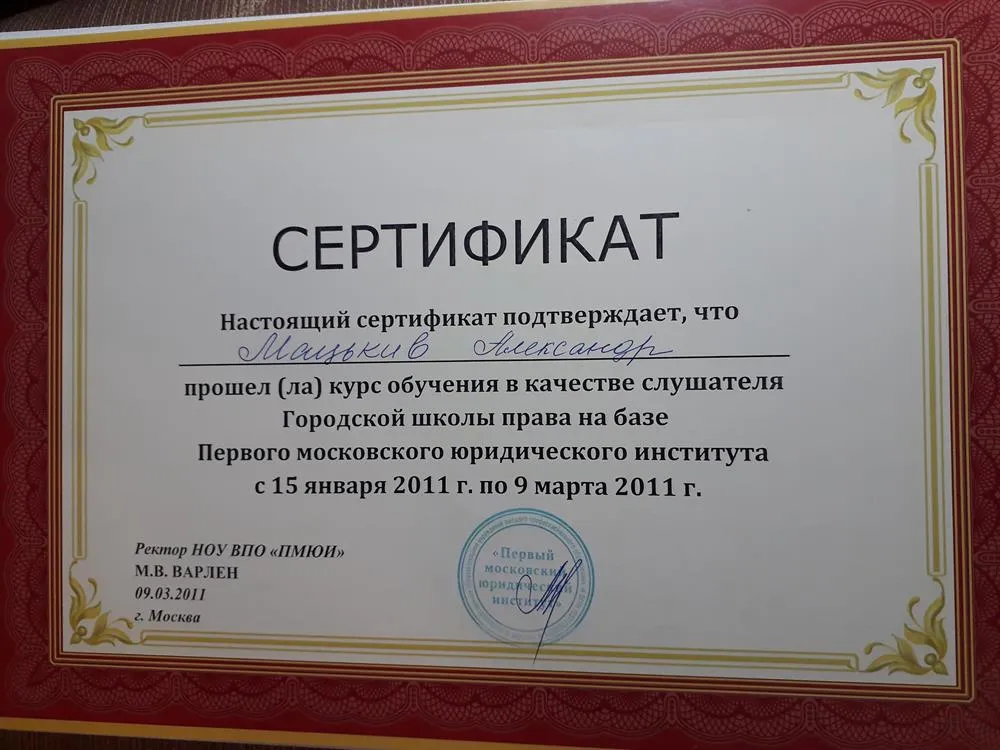 СЕРТИФИКАТ
Настоящий сертификат подтверждает, что
Мацькив Александр
прошел (ла) курс обучения в качестве слушателя
Городской школы права на базе
Первого московского юридического института
с 15 января 2011 г. по 9 марта 2011 г.
Ректор НОУ ВПО «ПМЮИ»
М.В. ВАРЛЕН
09.03.2011
г. Москва
«Первый
московский
юридический
институт»